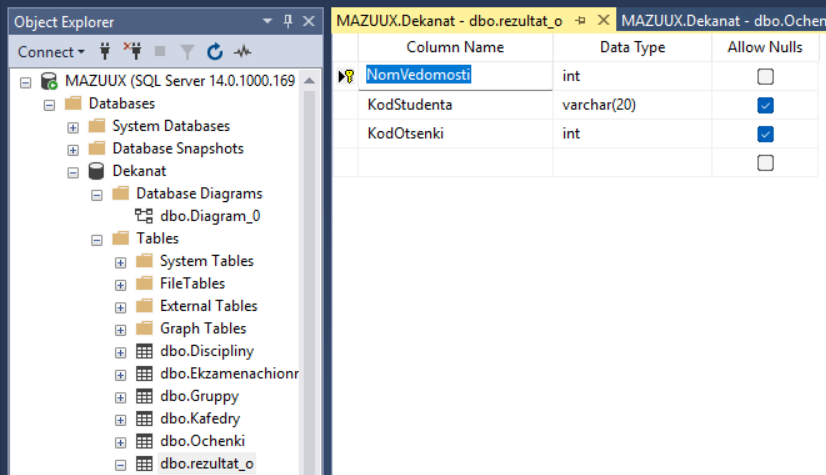 Object Explorer
Connect
MAZUUX (SQL Server 14.0.1000.169
Databases
System Databases
Database Snapshots
Dekanat
Database Diagrams
dbo.Diagram_0
Tables
System Tables
FileTables
External Tables
Graph Tables
dbo.Discipliny
dbo.Ekzamenachionr
dbo.Gruppy
dbo.Kafedry
dbo.Ochenki
dbo.rezultat_o
MAZUUX.Dekanat - dbo.rezultat_o MAZUUX.Dekanat - dbo.Ochen
Column Name Data Type Allow Nulls
NomVedomosti int
KodStudenta varchar(20)
KodOtsenki int